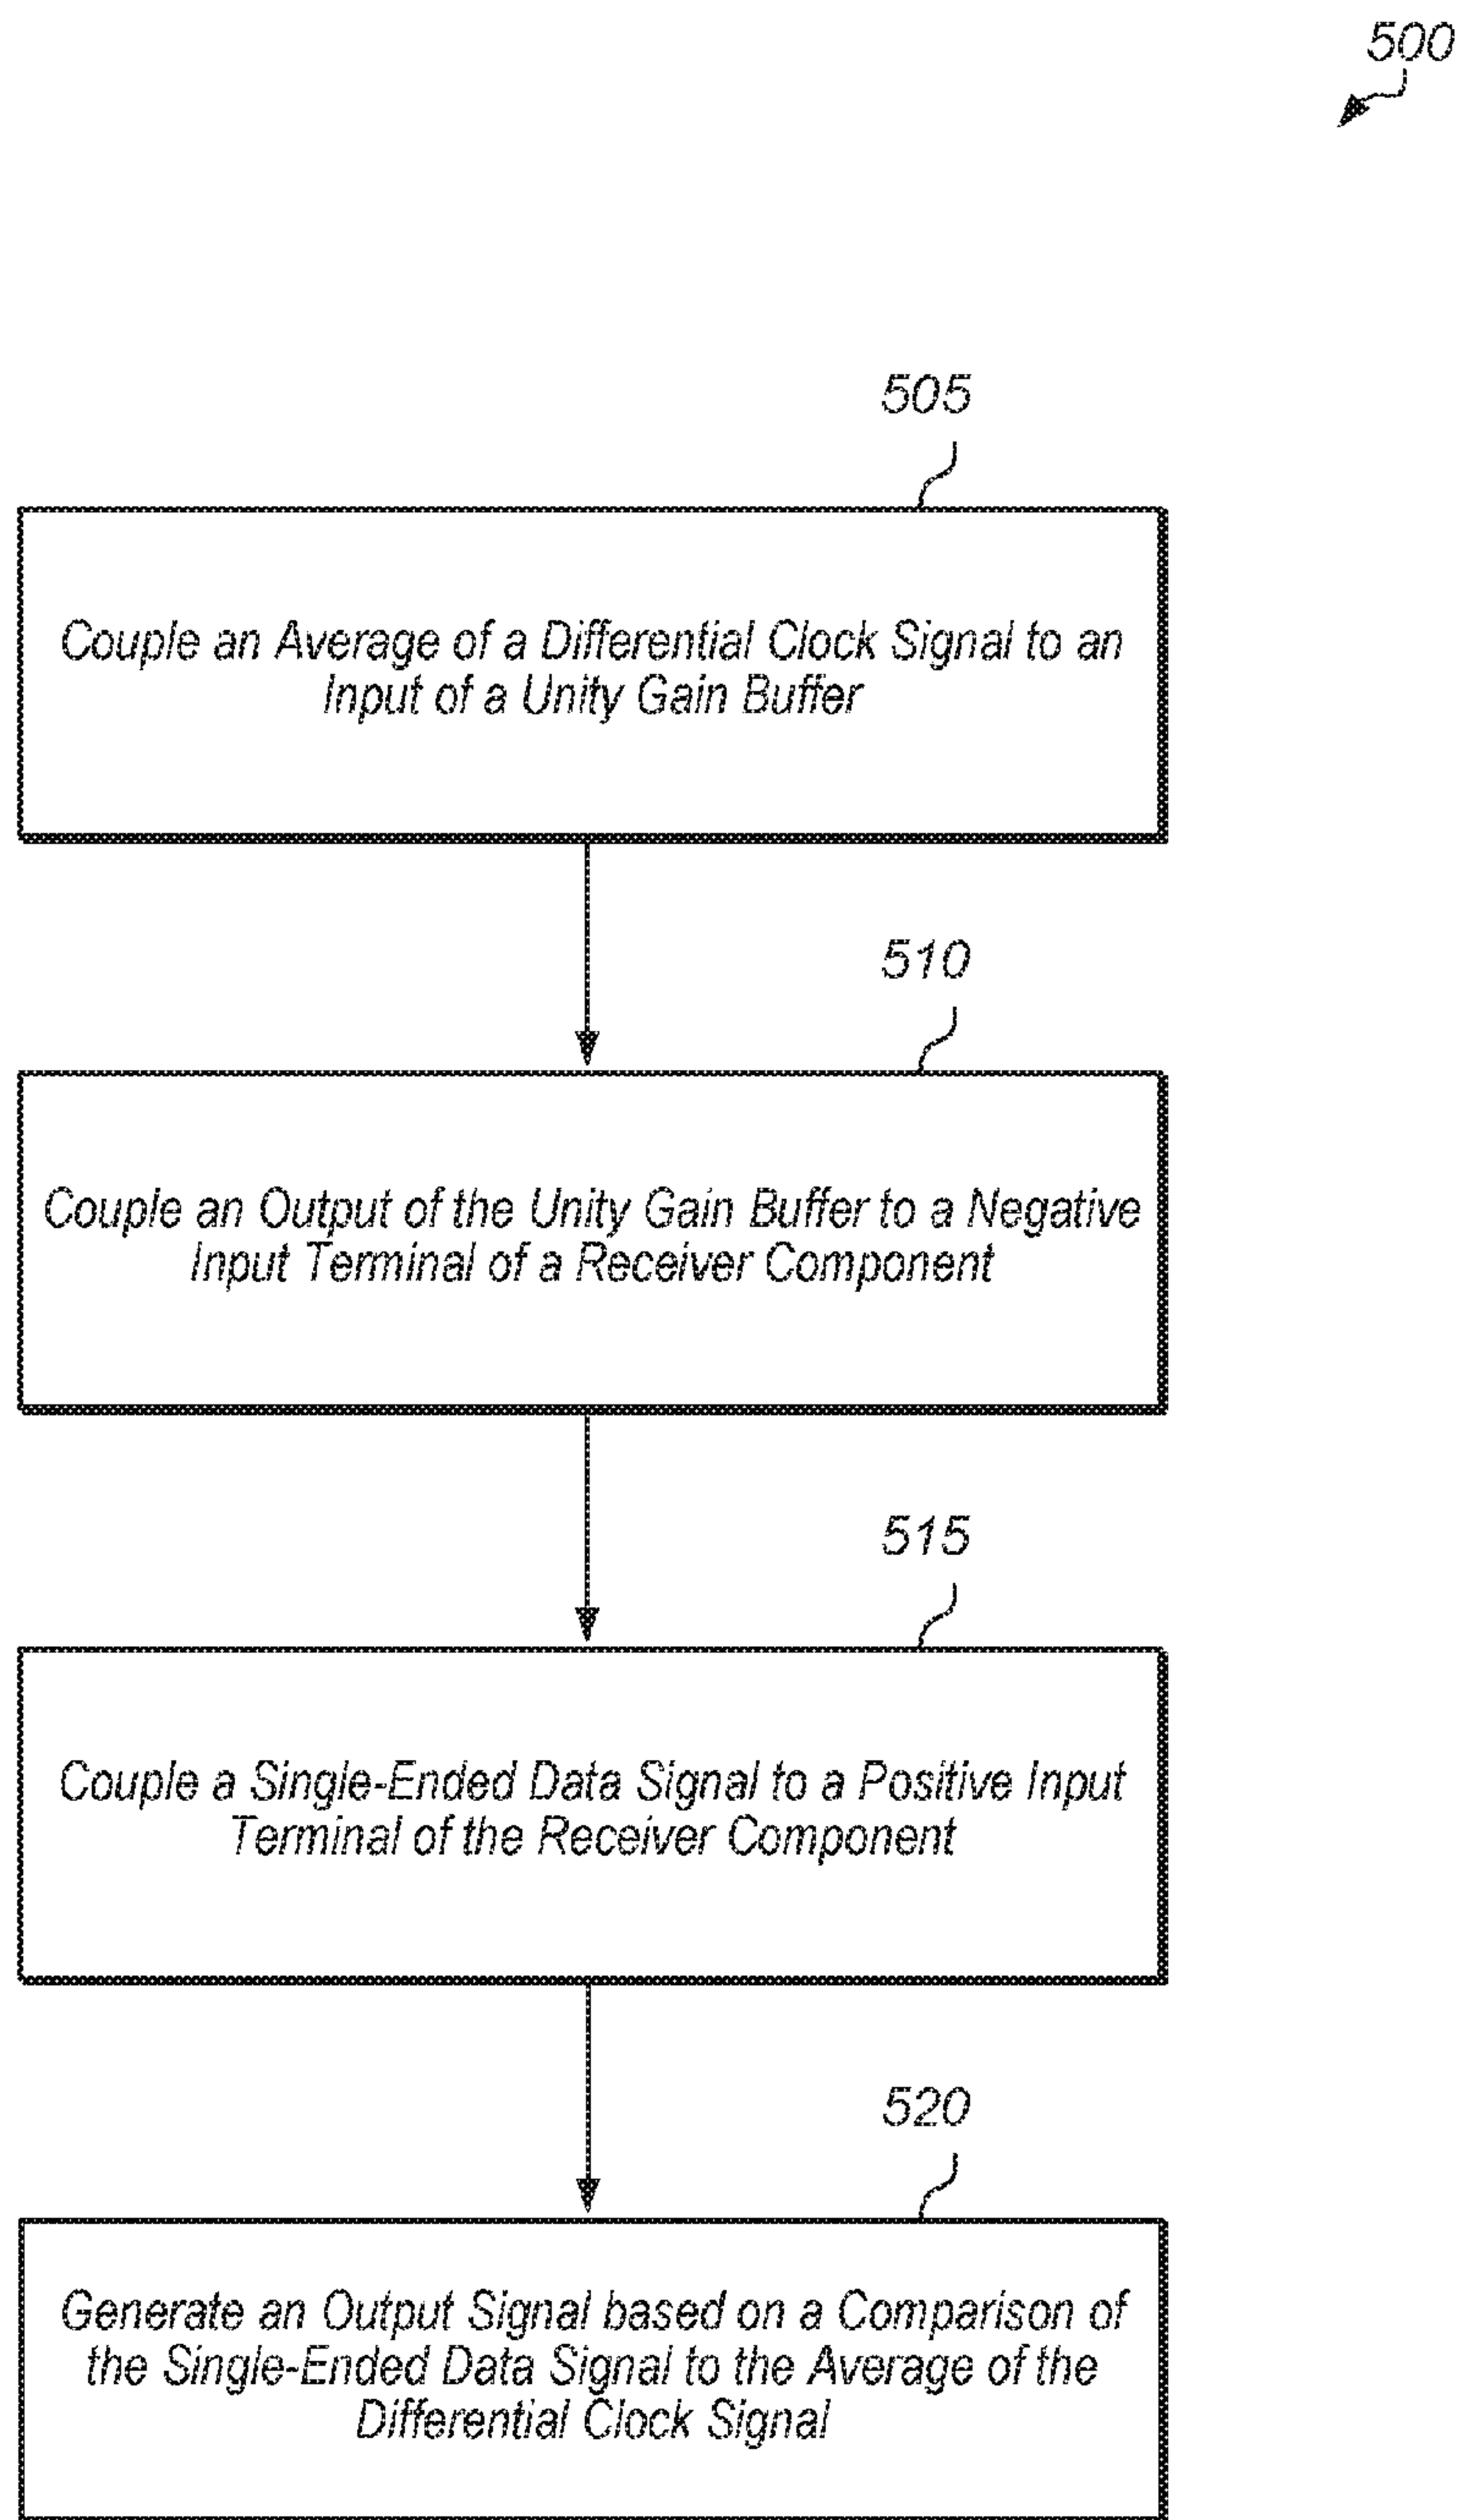 500
505
Couple an Average of a Differential Clock Signal to an
Input of a Unity Gain Buffer
510
Couple an Output of the Unity Gain Buffer to a Negative
Input Terminal of a Receiver Component
515
Couple a Single-Ended Data Signal to a Positive Input
Terminal of the Receiver Component
520
Generate an Output Signal based on a Comparison of
the Single-Ended Data Signal to the Average of the
Differential Clock Signal